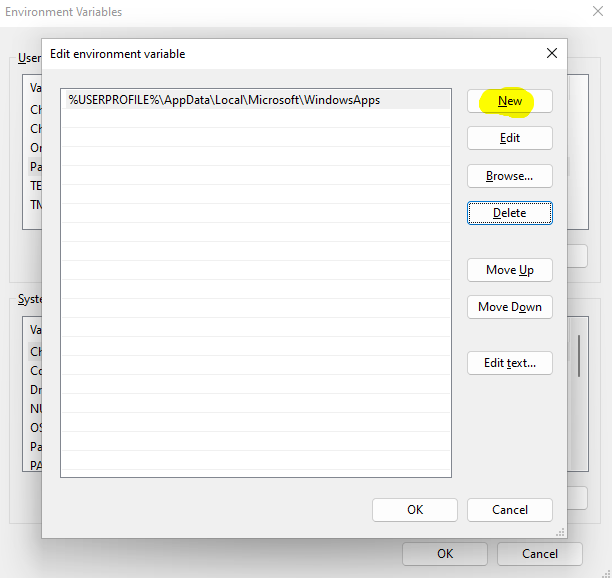 Environment Variables
Edit environment variable
User
Va
%USERPROFILE%\AppData\Local\Microsoft\WindowsApps
New
Ch
Ch
Edit
On
Pa
Browse...
TE
TM
Delete
Move Up
Syste
Move Down
Va
Ch
Edit text...
Co
Dr
NU
OS
Pa
PA
OK
Cancel
OK
Cancel